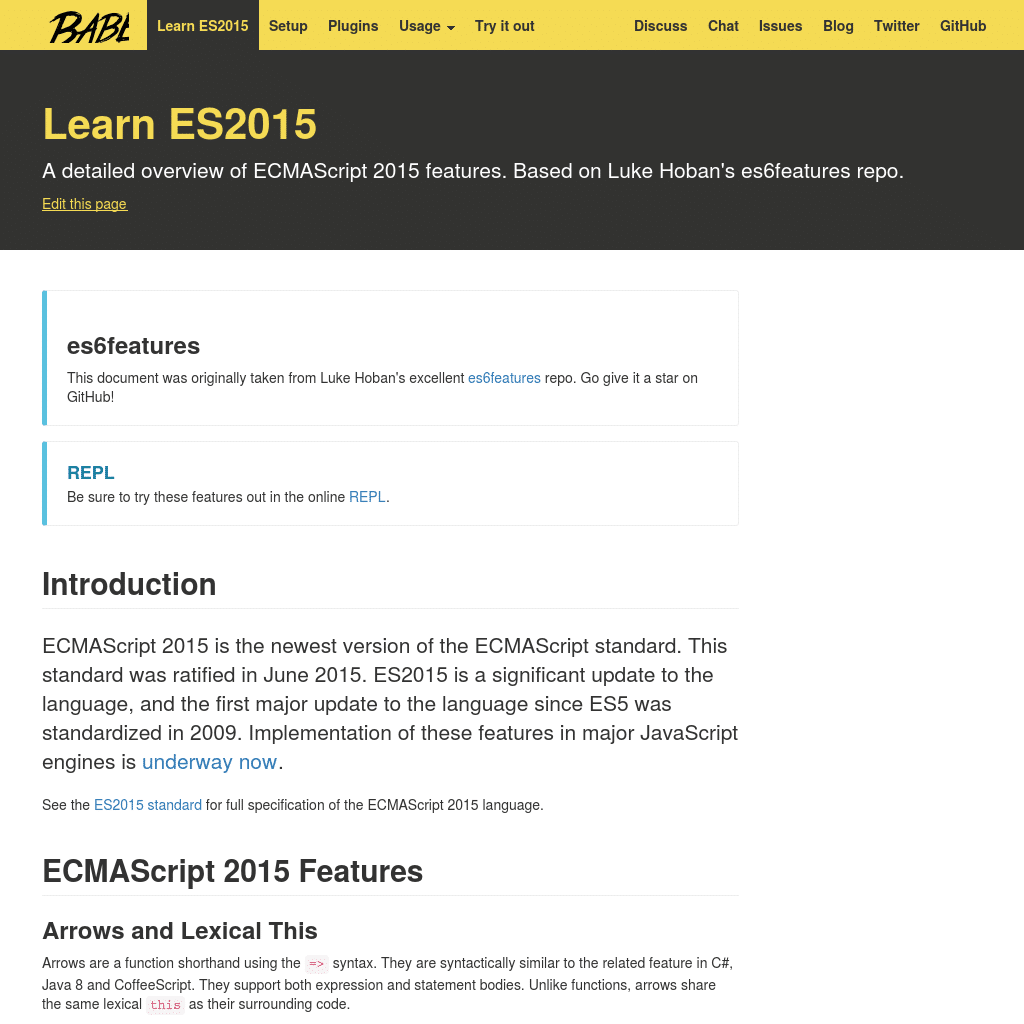 BABEL
Learn ES2015 Setup Plugins Usage Try it out Discuss Chat Issues Blog Twitter GitHub
Learn ES2015
A detailed overview of ECMAScript 2015 features. Based on Luke Hoban's es6features repo.
Edit this page
es6features
This document was originally taken from Luke Hoban's excellent es6features repo. Go give it a star on
GitHub!
REPL
Be sure to try these features out in the online REPL.
Introduction
ECMAScript 2015 is the newest version of the ECMAScript standard. This
standard was ratified in June 2015. ES2015 is a significant update to the
language, and the first major update to the language since ES5 was
standardized in 2009. Implementation of these features in major JavaScript
engines is underway now.
See the ES2015 standard for full specification of the ECMAScript 2015 language.
ECMAScript 2015 Features
Arrows and Lexical This
Arrows are a function shorthand using the => syntax. They are syntactically similar to the related feature in C#,
Java 8 and CoffeeScript. They support both expression and statement bodies. Unlike functions, arrows share
the same lexical this as their surrounding code.